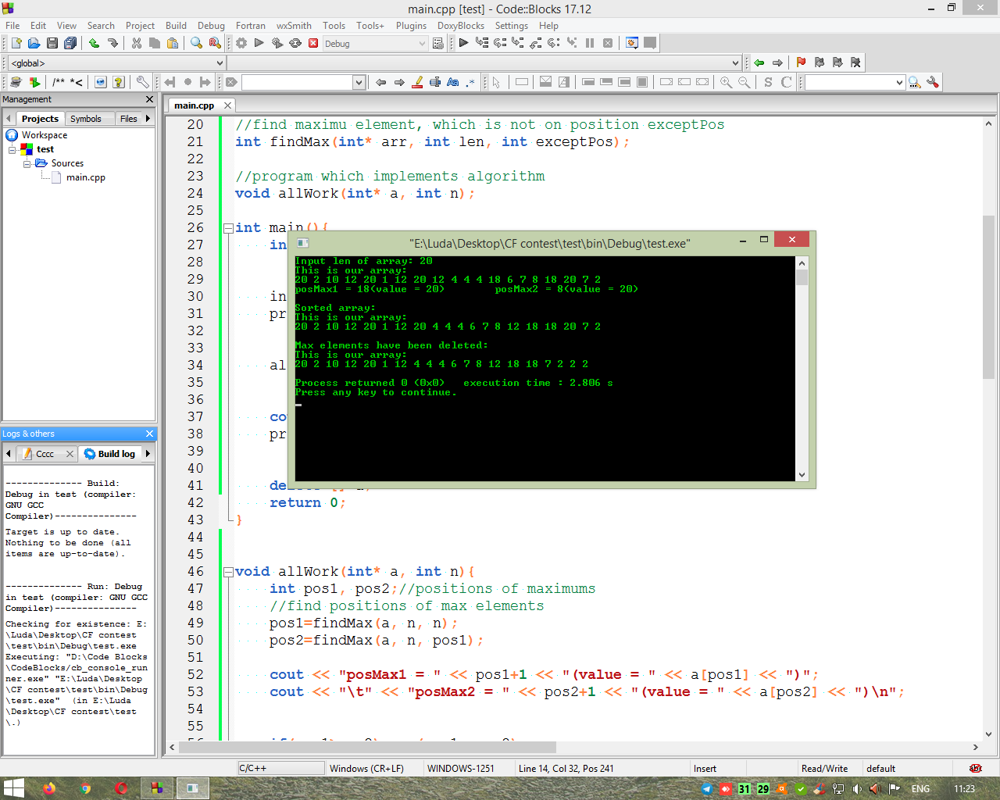 main.cpp [test] - Code::Blocks 17.12
File Edit View Search Project Build Debug Fortran wxSmith Tools Tools+ Plugins DoxyBlocks Settings Help
Debug
<global>
/** *<
Aa .*
S C
Management
Projects Symbols Files
Workspace
test
Sources
main.cpp
main.cpp
20 //find maximu element, which is not on position exceptPos
21 int findMax(int* arr, int len, int exceptPos);
22
23 //program which implements algorithm
24 void allWork(int* a, int n);
25
26 int main(){
27 in
28
29
30 in
31 pr
32
33
34 al
35
36
37 co
38 pr
39
40
41
42 return 0;
43 }
44
45
46 void allWork(int* a, int n){
47 int pos1, pos2;//positions of maximums
48 //find positions of max elements
49 pos1=findMax(a, n, n);
50 pos2=findMax(a, n, pos1);
51
52 cout << "posMax1 = " << pos1+1 << "(value = " << a[pos1] << ")";
53 cout << "\t" << "posMax2 = " << pos2+1 << "(value = " << a[pos2] << ")\n";
54
55
"E:\Luda\Desktop\CF contest\test\bin\Debug\test.exe"
Input len of array: 20
This is our array:
20 2 10 12 20 1 12 20 12 4 4 4 18 6 7 8 18 20 7 2
posMax1 = 18(value = 20) posMax2 = 8(value = 20)
Sorted array:
This is our array:
20 2 10 12 20 1 12 20 4 4 4 6 7 8 12 18 18 20 7 2
Max elements have been deleted:
This is our array:
20 2 10 12 20 1 12 4 4 4 6 7 8 12 18 18 7 2 2 2
Process returned 0 (0x0) execution time : 2.806 s
Press any key to continue.
Logs & others
Cccc Build log
-------------- Build:
Debug in test (compiler:
GNU GCC
Compiler)---------------
Target is up to date.
Nothing to be done (all
items are up-to-date).
-------------- Run: Debug
in test (compiler: GNU GCC
Compiler)---------------
Checking for existence: E:
\Luda\Desktop\CF contest
\test\bin\Debug\test.exe
Executing: "D:\Code Blocks
\CodeBlocks/cb_console_run
ner.exe" "E:\Luda\Desktop
\CF contest\test\bin\Debug
\test.exe" (in E:\Luda
\Desktop\CF contest\test
\.)
C/C++ Windows (CR+LF) WINDOWS-1251 Line 14, Col 32, Pos 241 Insert Read/Write default
31 29 ENG 11:23